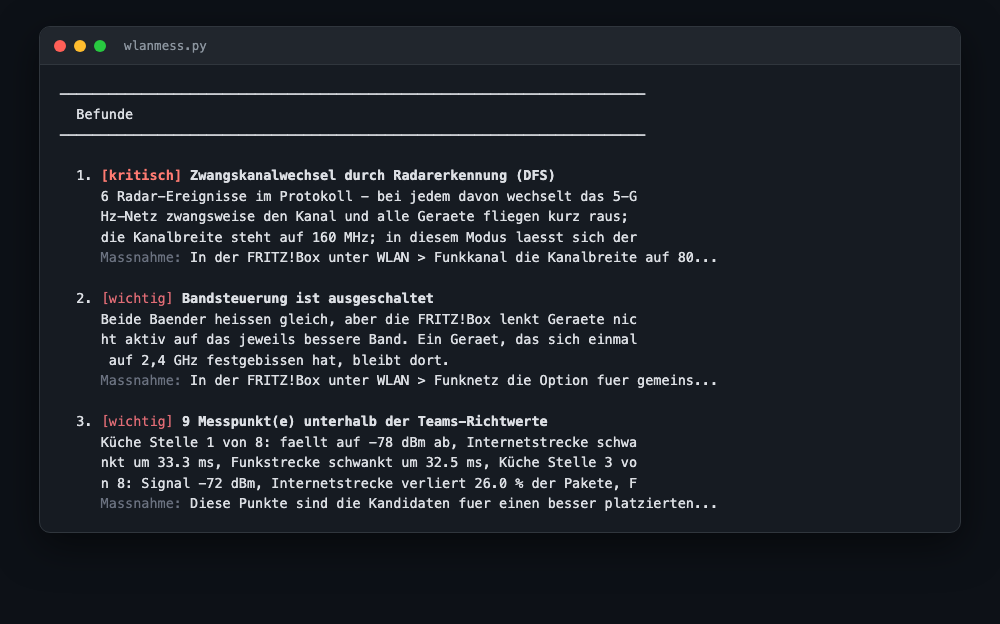 wlanmess.py
Befunde
1. [kritisch] Zwangskanalwechsel durch Radarerkennung (DFS)
6 Radar-Ereignisse im Protokoll – bei jedem davon wechselt das 5-G
Hz-Netz zwangsweise den Kanal und alle Geraete fliegen kurz raus;
die Kanalbreite steht auf 160 MHz; in diesem Modus laesst sich der
Massnahme: In der FRITZ!Box unter WLAN > Funkkanal die Kanalbreite auf 80...
2. [wichtig] Bandsteuerung ist ausgeschaltet
Beide Baender heissen gleich, aber die FRITZ!Box lenkt Geraete nic
ht aktiv auf das jeweils bessere Band. Ein Geraet, das sich einmal
auf 2,4 GHz festgebissen hat, bleibt dort.
Massnahme: In der FRITZ!Box unter WLAN > Funknetz die Option fuer gemeins...
3. [wichtig] 9 Messpunkt(e) unterhalb der Teams-Richtwerte
Küche Stelle 1 von 8: faellt auf -78 dBm ab, Internetstrecke schwa
nkt um 33.3 ms, Funkstrecke schwankt um 32.5 ms, Küche Stelle 3 vo
n 8: Signal -72 dBm, Internetstrecke verliert 26.0 % der Pakete, F
Massnahme: Diese Punkte sind die Kandidaten fuer einen besser platzierten...